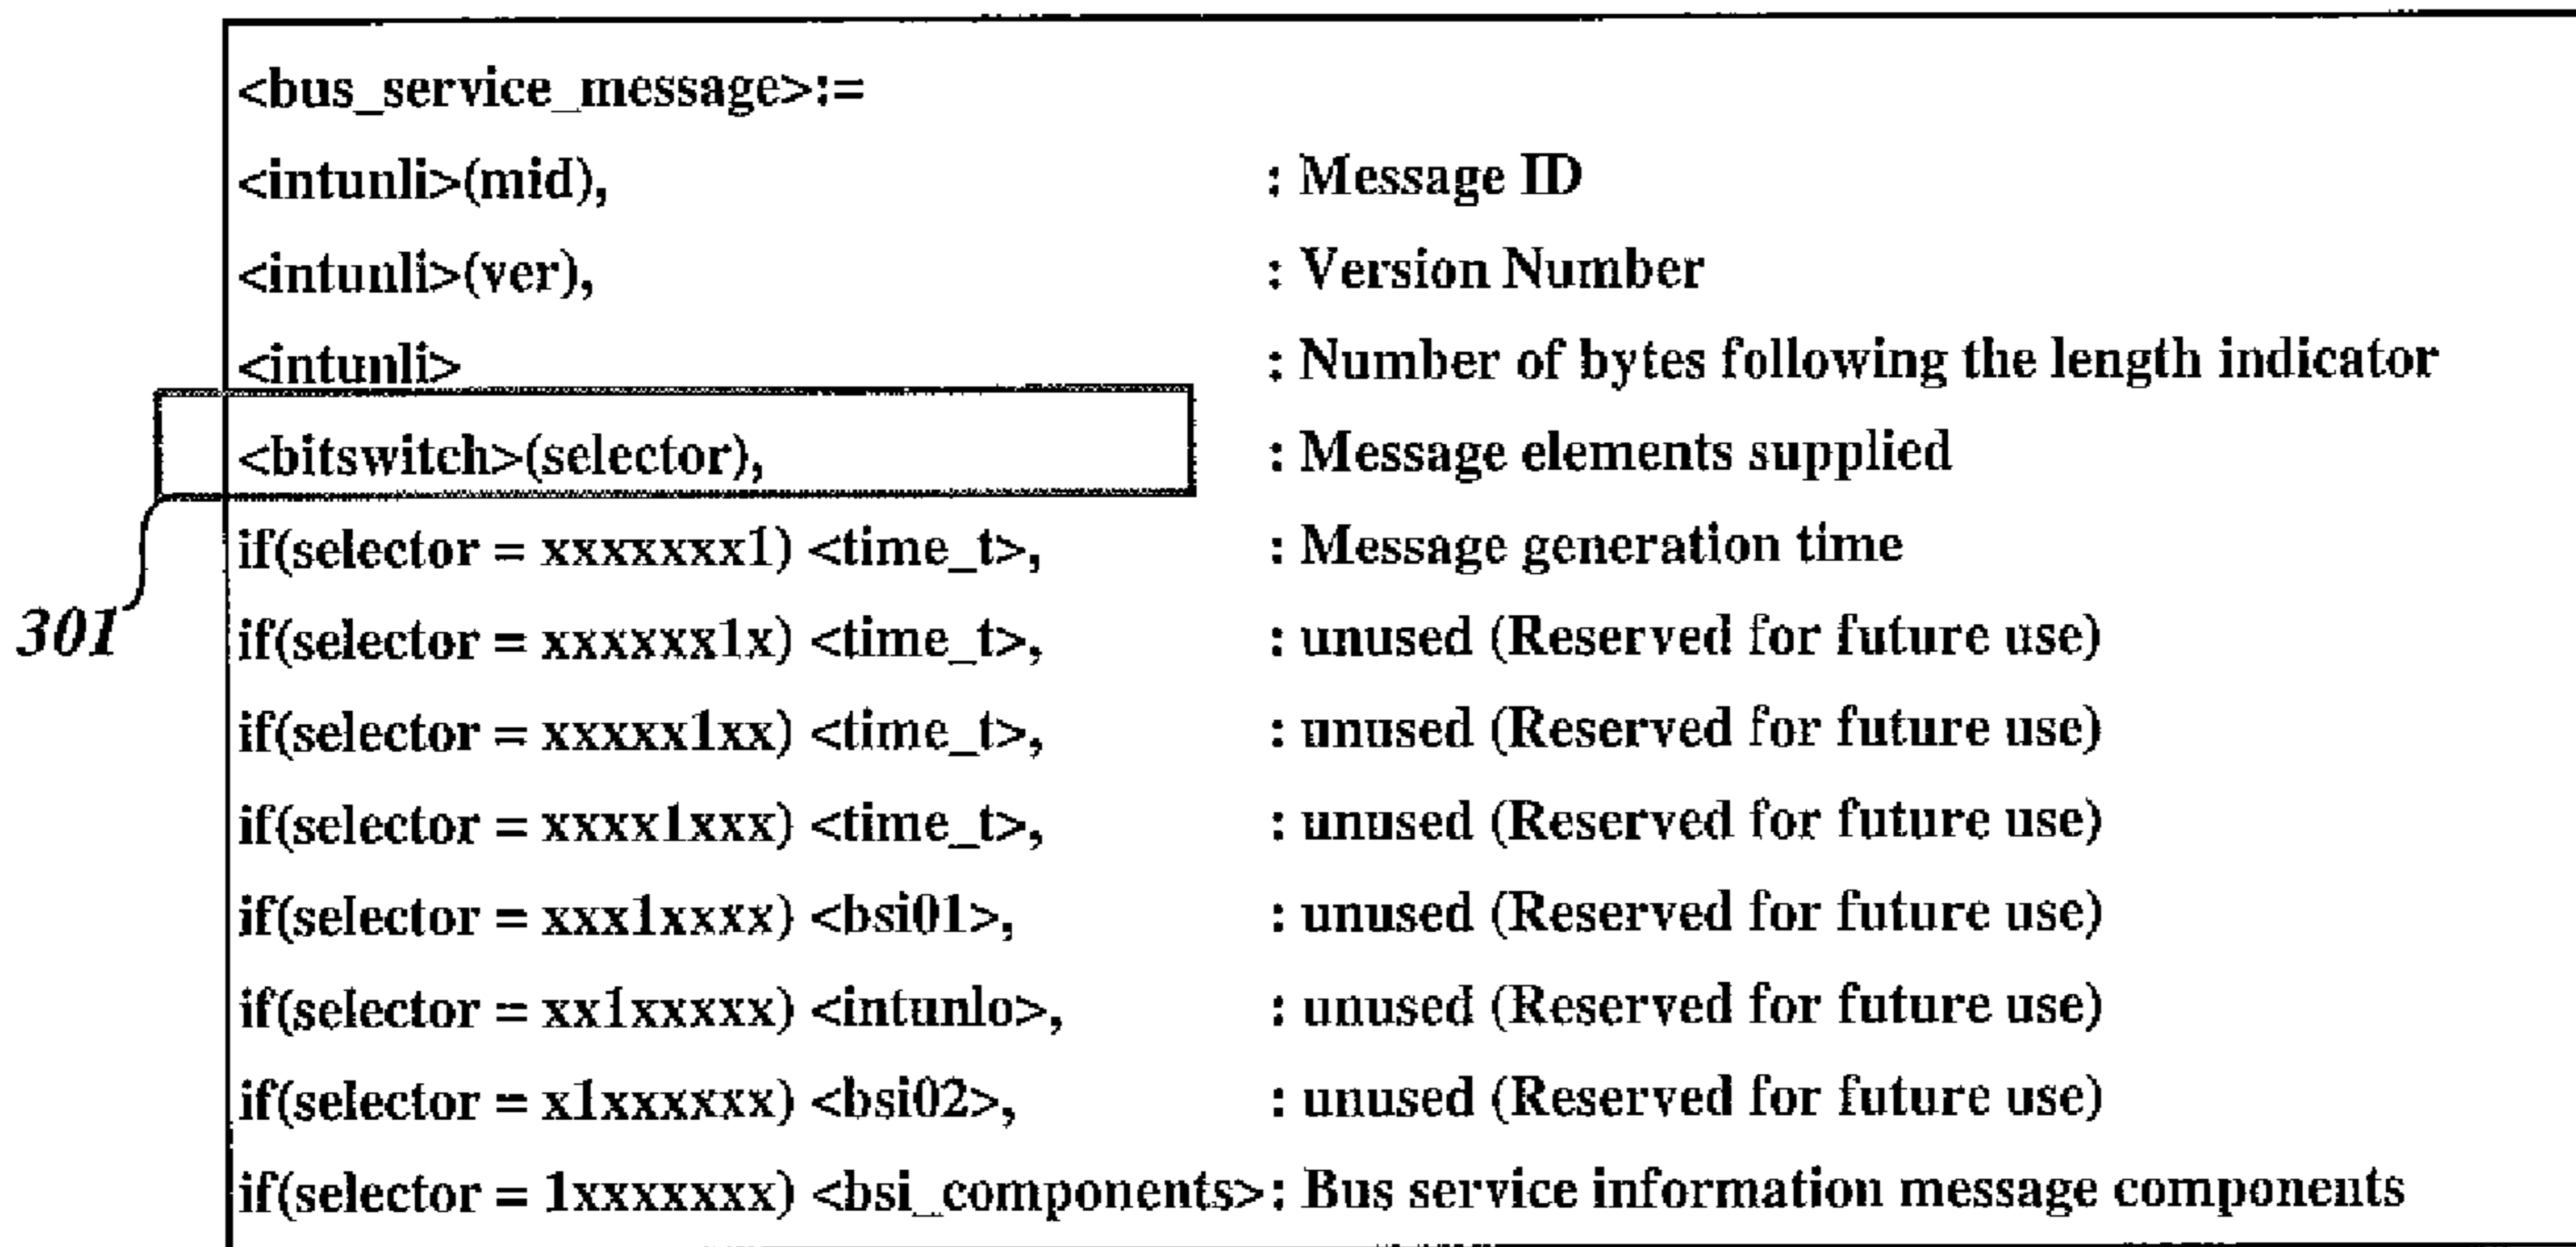 <bus_service_message>:=
<intunli>(mid), : Message ID
<intunli>(ver), : Version Number
<intunli> : Number of bytes following the length indicator
<bitswitch>(selector), : Message elements supplied
if(selector = xxxxxxx1) <time_t>, : Message generation time
301
if(selector = xxxxxx1x) <time_t>, : unused (Reserved for future use)
if(selector = xxxxx1xx) <time_t>, : unused (Reserved for future use)
if(selector = xxxx1xxx) <time_t>, : unused (Reserved for future use)
if(selector = xxx1xxxx) <bsi01>, : unused (Reserved for future use)
if(selector = xx1xxxxx) <intunlo>, : unused (Reserved for future use)
if(selector = x1xxxxxx) <bsi02>, : unused (Reserved for future use)
if(selector = 1xxxxxxx) <bsi_components>: Bus service information message components